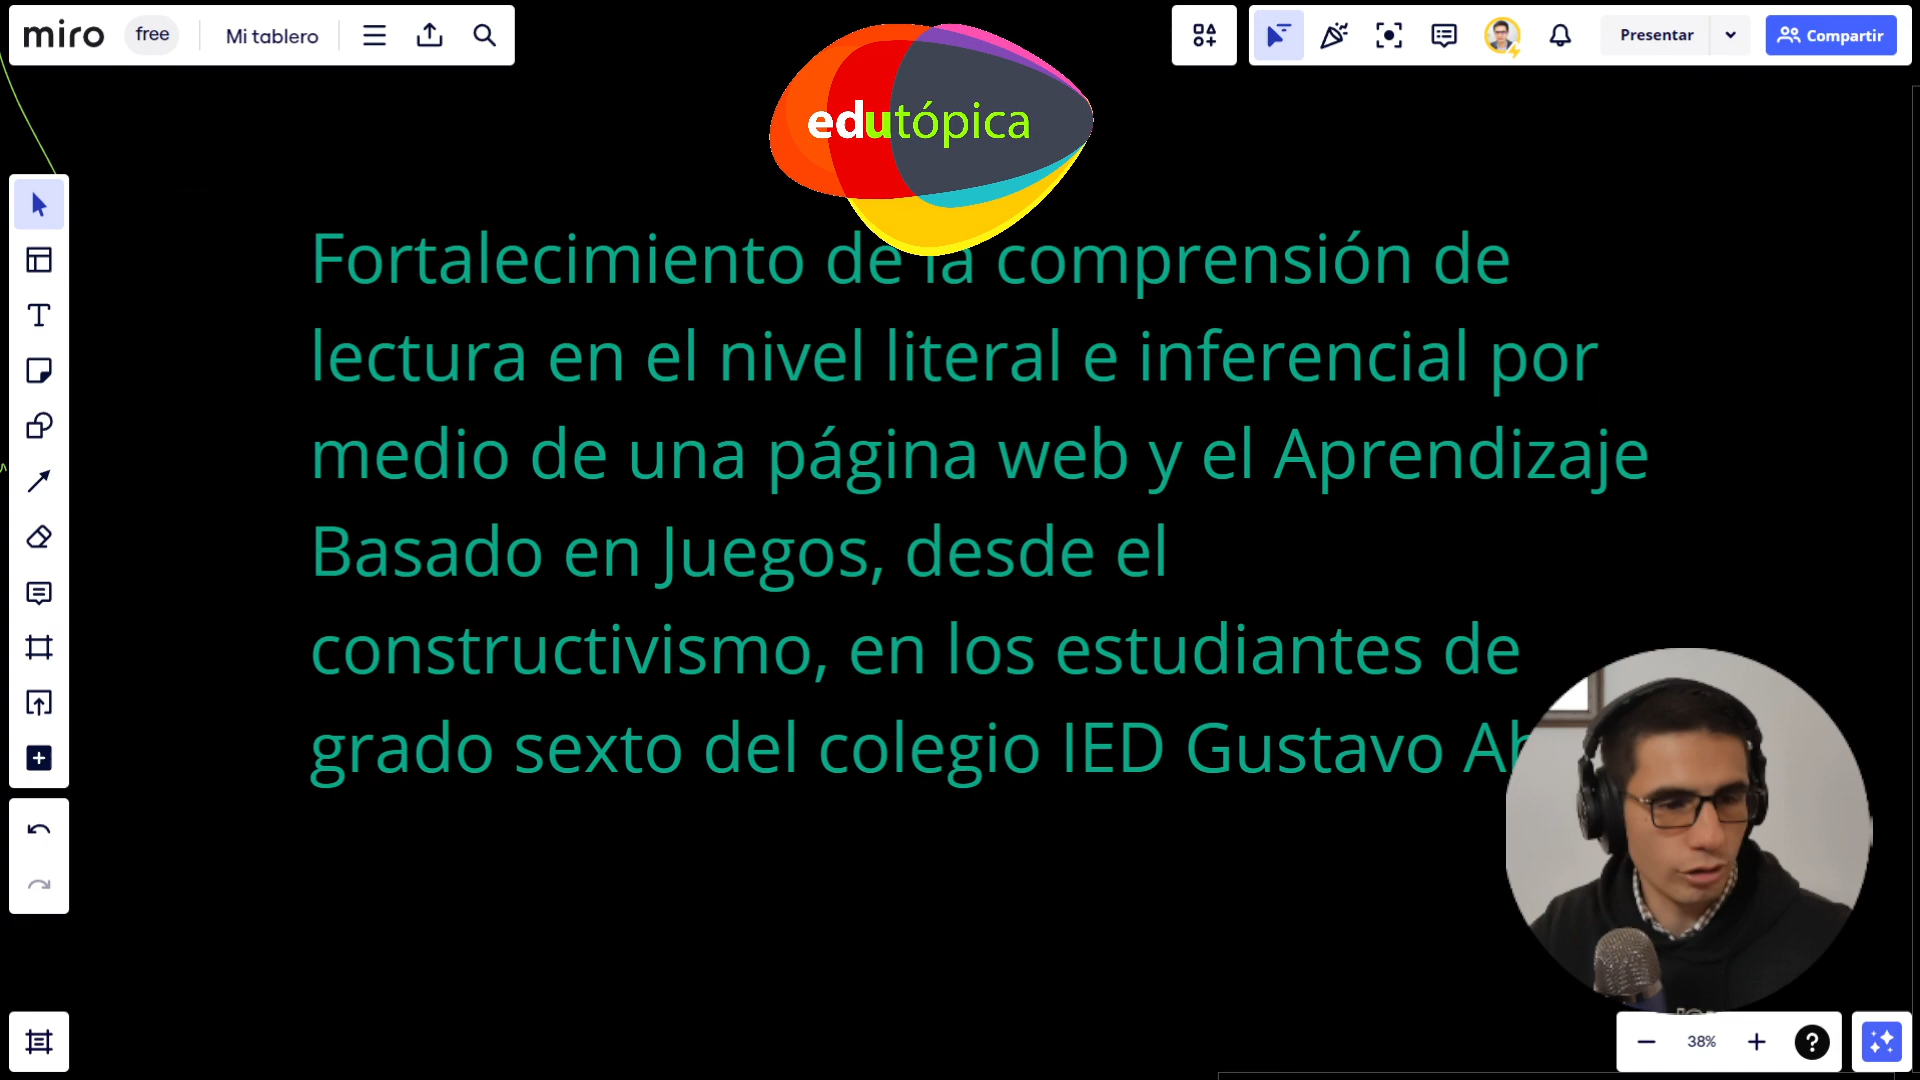 miro free Mi tablero
Presentar Compartir
edutópica
Fortalecimiento de la comprensión de
lectura en el nivel literal e inferencial por
medio de una página web y el Aprendizaje
Basado en Juegos, desde el
constructivismo, en los estudiantes de
grado sexto del colegio IED Gustavo
38%